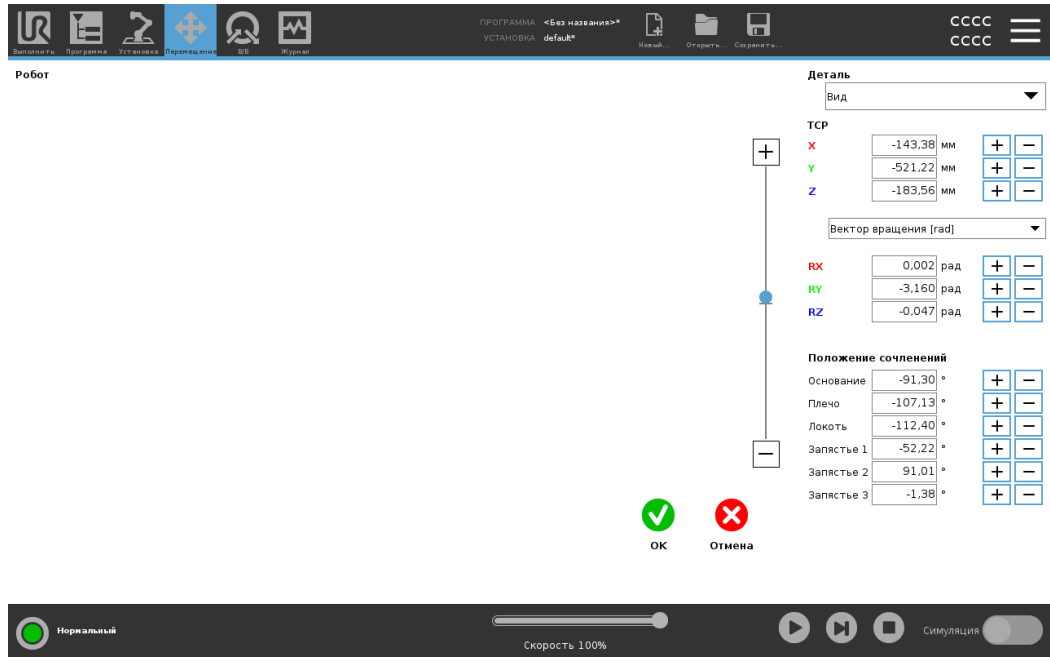 ПРОГРАММА <Без названия>*
УСТАНОВКА default*
Выполнить Программа Установка Перемещение В/В Журнал
Новый... Открыть... Сохранить...
CCCC
CCCC
Робот
Деталь
Вид
TCP
X -143,38 мм
Y -521,22 мм
Z -183,56 мм
Вектор вращения [rad]
RX 0,002 рад
RY -3,160 рад
RZ -0,047 рад
Положение сочленений
Основание -91,30 °
Плечо -107,13 °
Локоть -112,40 °
Запястье 1 -52,22 °
Запястье 2 91,01 °
Запястье 3 -1,38 °
OK Отмена
Нормальный
Скорость 100%
Симуляция